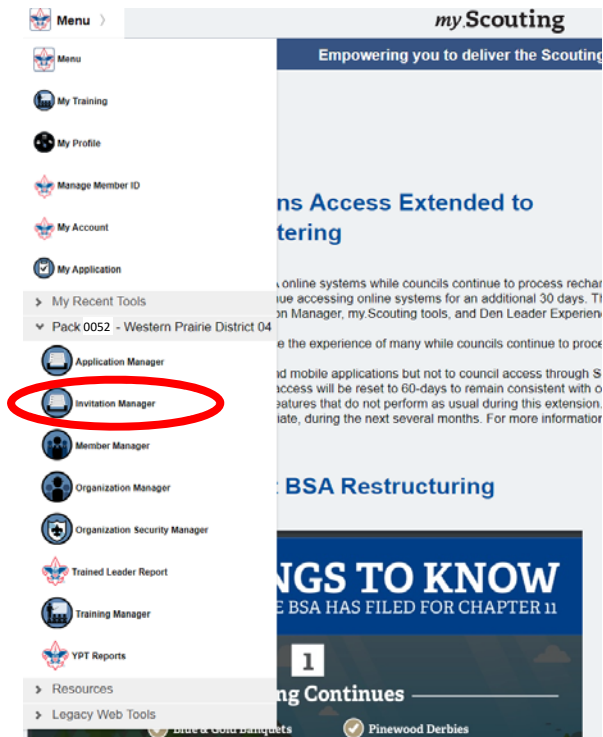 Menu
my.Scouting
Menu
Empowering you to deliver the Scouting
My Training
My Profile
Manage Member ID
ns Access Extended to
My Account
tering
My Application
online systems while councils continue to process rechar
My Recent Tools
ue accessing online systems for an additional 30 days. Th
on Manager, my.Scouting tools, and Den Leader Experien
Pack 0052 - Western Prairie District 04
e the experience of many while councils continue to proce
Application Manager
nd mobile applications but not to council access through S
access will be reset to 60-days to remain consistent with c
Invitation Manager
eatures that do not perform as usual during this extension.
iate, during the next several months. For more information
Member Manager
Organization Manager
BSA Restructuring
Organization Security Manager
Trained Leader Report
NGS TO KNOW
E BSA HAS FILED FOR CHAPTER 11
Training Manager
YPT Reports
1
Resources
ng Continues
Legacy Web Tools
Blue & Gold Banquets
Pinewood Derbies